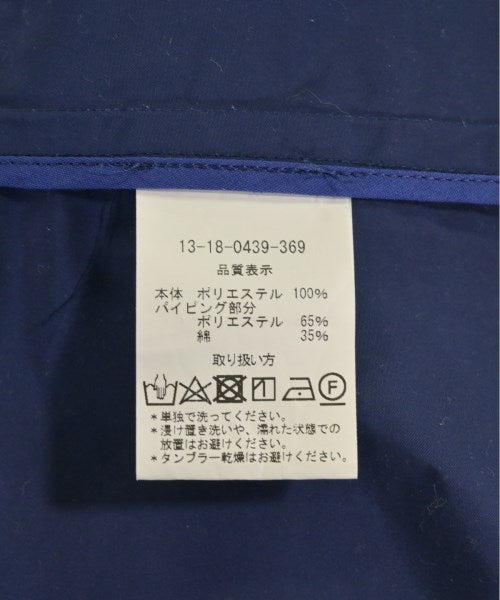 13-18-0439-369
品質表示
本体 ポリエステル 100%
パイピング部分
ポリエステル 65%
綿 35%
取り扱い方
F
*単独で洗ってください。
*浸け置き洗いや、濡れた状態での
放置はお避けください。
*タンブラー乾燥はお避けください。